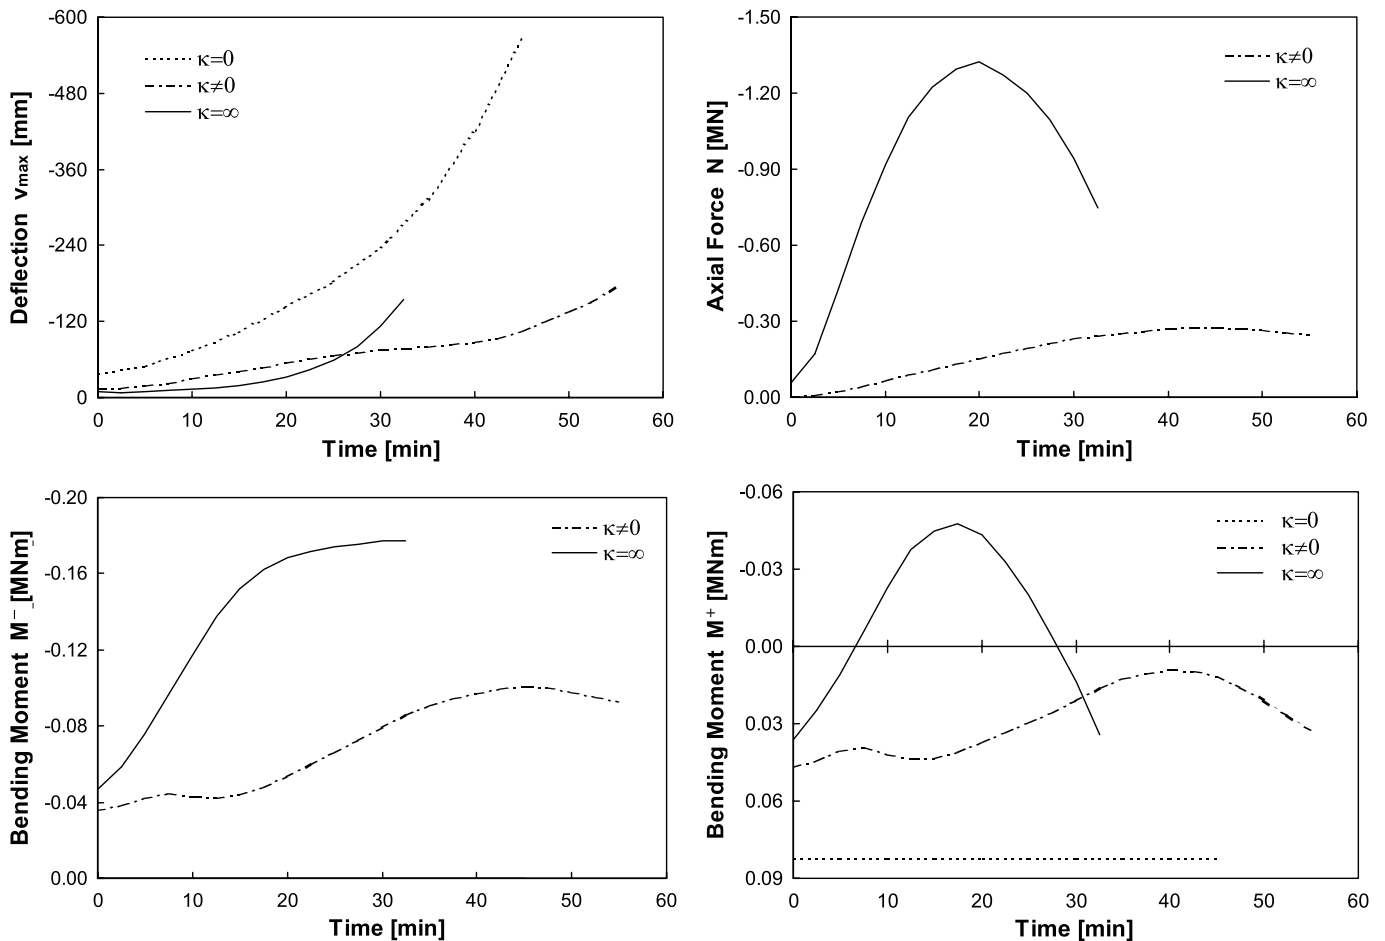 -600
-480
-360
-240
-120
0
0 10 20 30 40 50 60
Deflection vmax [mm]
Time [min]
κ=0
κ≠0
κ=∞
-1.50
-1.20
-0.90
-0.60
-0.30
0.00
0 10 20 30 40 50 60
Axial Force N [MN]
Time [min]
κ≠0
κ=∞
-0.20
-0.16
-0.12
-0.08
-0.04
0.00
0 10 20 30 40 50 60
Bending Moment M⁻ [MNm]
Time [min]
κ≠0
κ=∞
-0.06
-0.03
0.00
0.03
0.06
0.09
0 10 20 30 40 50 60
Bending Moment M⁺ [MNm]
Time [min]
κ=0
κ≠0
κ=∞